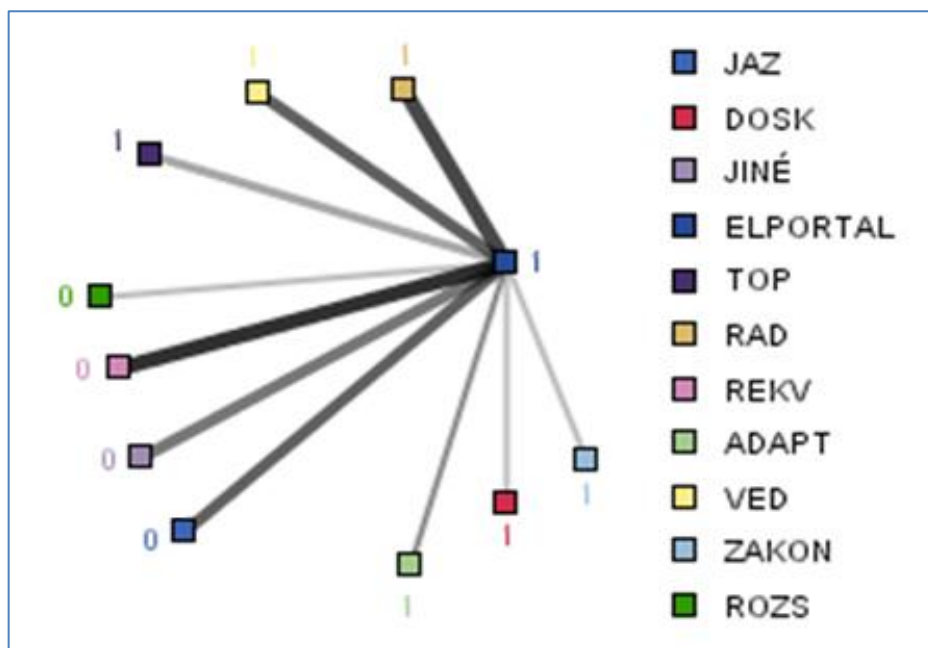 1
1
JAZ
DOSK
1
JINÉ
ELPORTAL
1
TOP
0
RAD
0
REKV
ADAPT
0
1
VED
0
1
ZAKON
1
ROZS